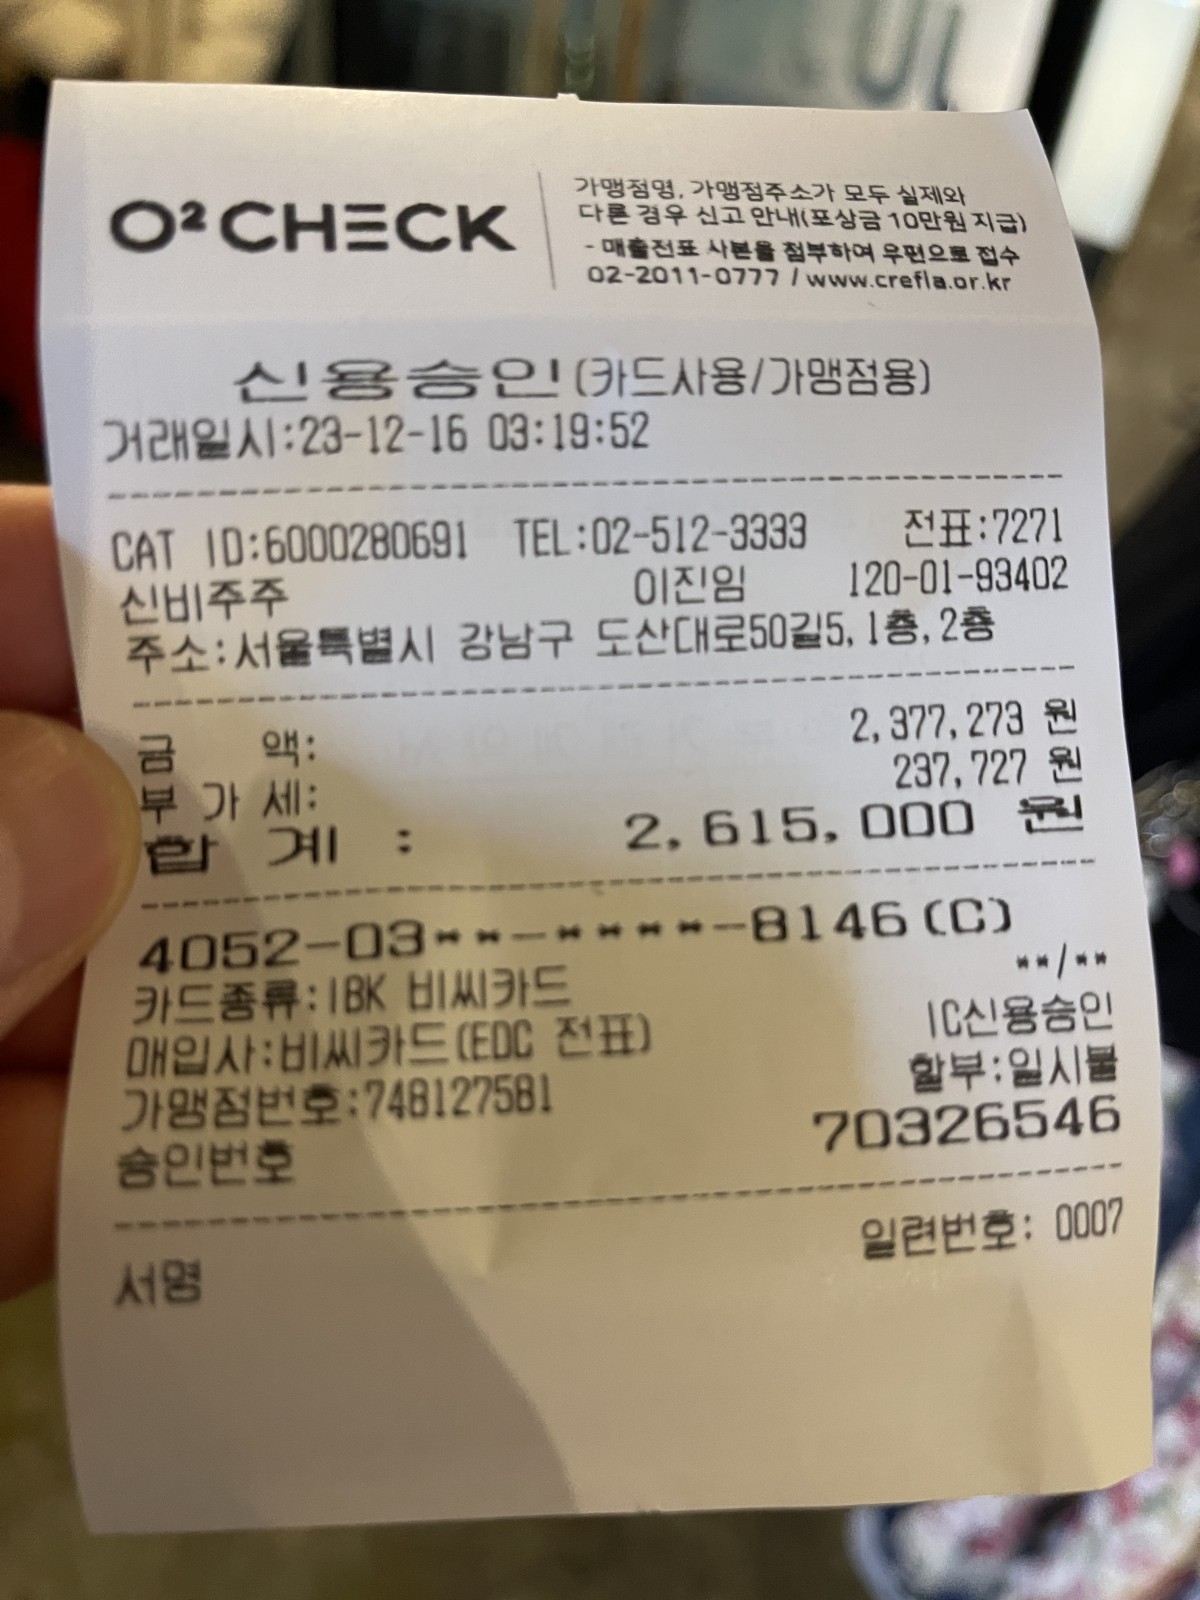 O²CHECK
가맹점명, 가맹점주소가 모두 실제와
다른 경우 신고 안내(포상금 10만원 지급)
- 매출전표 사본을 첨부하여 우편으로 접수
02-2011-0777 / www.crefia.or.kr
신용승인(카드사용/가맹점용)
거래일시:23-12-16 03:19:52
CAT ID:6000280691 TEL:02-512-3333 전표:7271
신비주주 이진임 120-01-93402
주소:서울특별시 강남구 도산대로50길5,1층,2층
금 액: 2,377,273 원
부 가 세: 237,727 원
합 계 : 2,615,000 원
4052-03**-****-8146(C)
**/**
카드종류:IBK 비씨카드 IC신용승인
매입사:비씨카드(EDC 전표) 할부:일시불
가맹점번호:748127581
승인번호 70326546
일련번호: 0007
서명